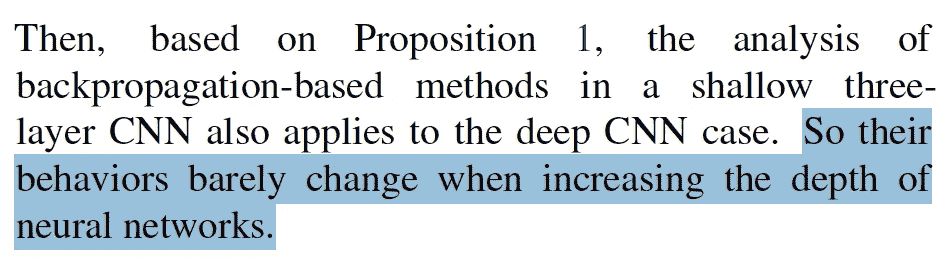 Then, based on Proposition 1, the analysis of
backpropagation-based methods in a shallow three-
layer CNN also applies to the deep CNN case. So their
behaviors barely change when increasing the depth of
neural networks.